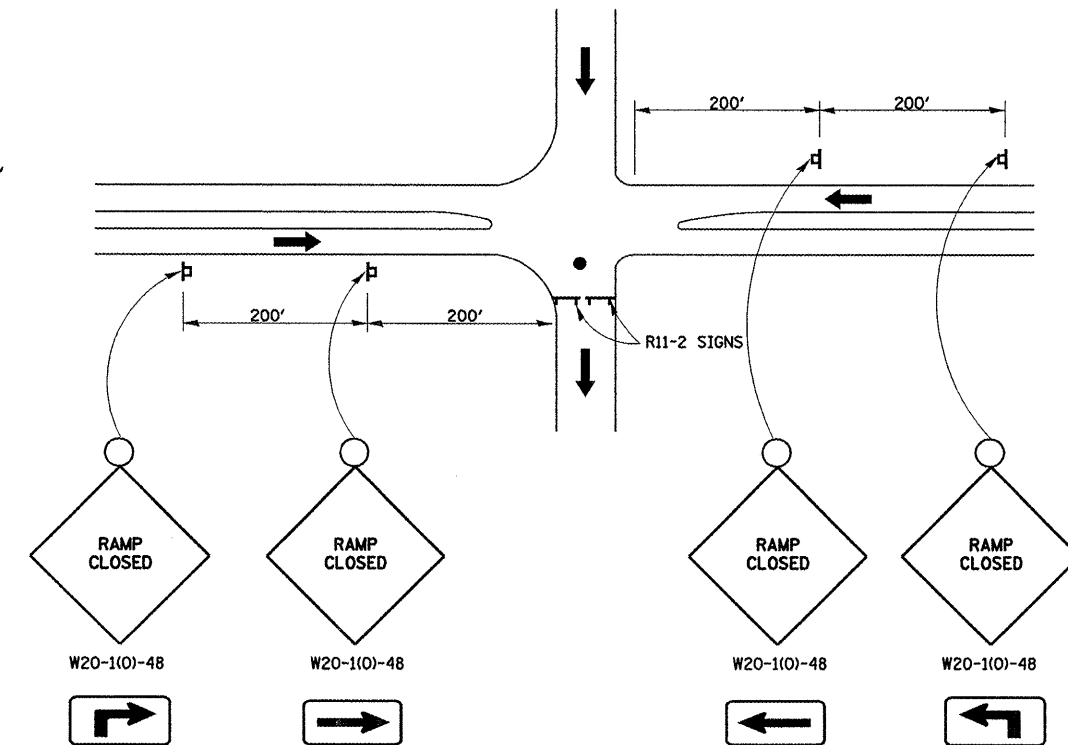 200' 200'
200' 200'
R11-2 SIGNS
RAMP
CLOSED
RAMP
CLOSED
RAMP
CLOSED
RAMP
CLOSED
W20-1(O)-48
W20-1(O)-48
W20-1(O)-48
W20-1(O)-48